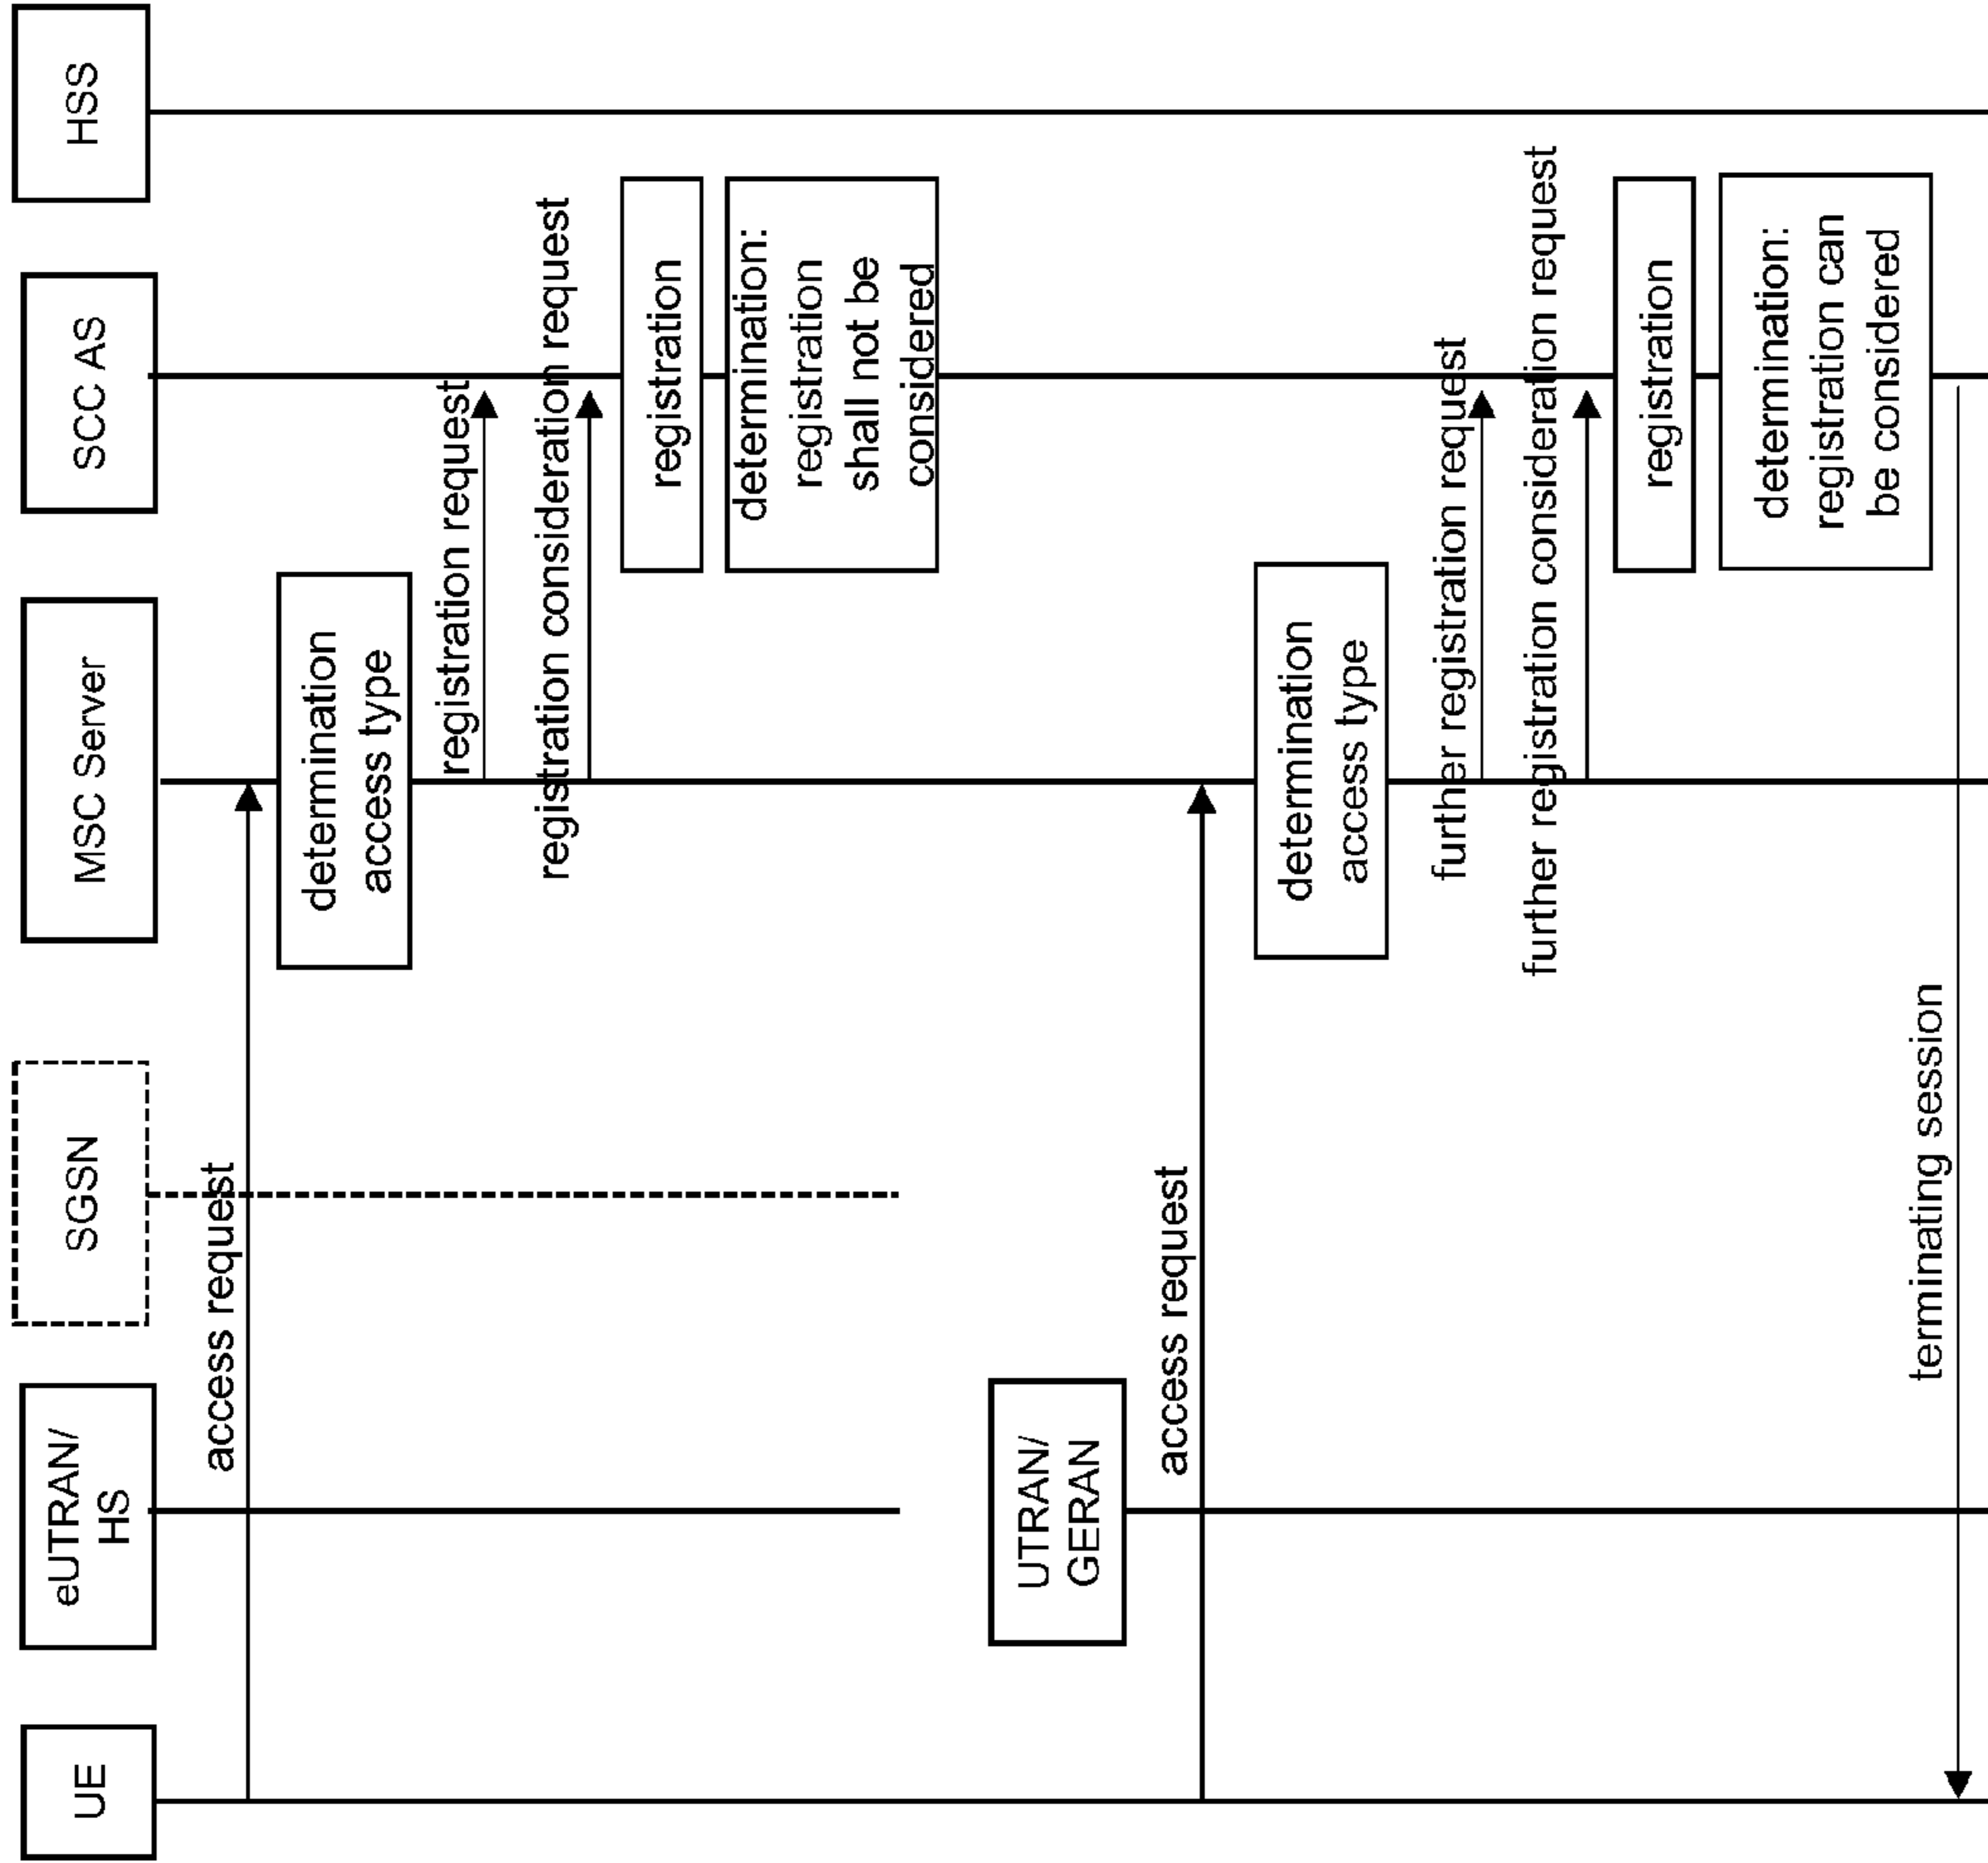 UE
eUTRAN/
HS
SGSN
MSC Server
SCC AS
HSS
access request
determination
access type
registration request
registration consideration request
registration
determination:
registration
shall not be
considered
UTRAN/
GERAN
access request
determination
access type
further registration request
further registration consideration request
registration
determination:
registration can
be considered
terminating session